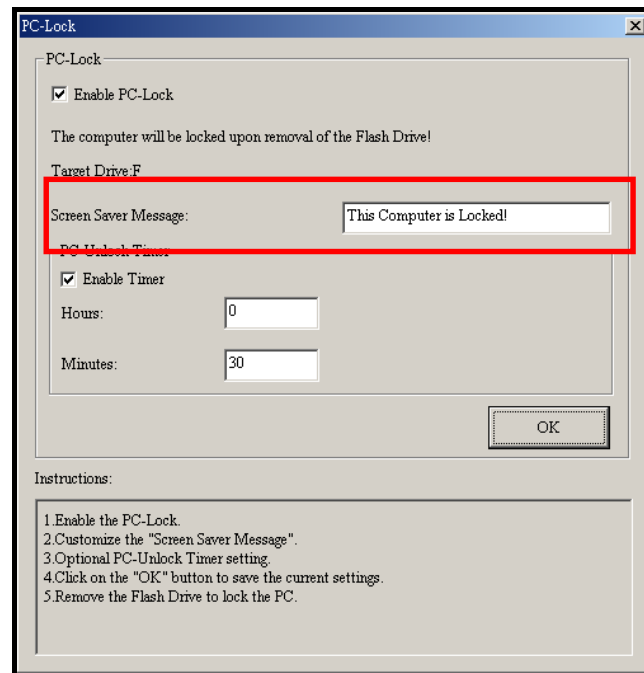 PC-Lock
PC-Lock
Enable PC-Lock
The computer will be locked upon removal of the Flash Drive!
Target Drive:F
Screen Saver Message: This Computer is Locked!
PC-Unlock Timer
Enable Timer
Hours: 0
Minutes: 30
OK
Instructions:
1.Enable the PC-Lock.
2.Customize the "Screen Saver Message".
3.Optional PC-Unlock Timer setting.
4.Click on the "OK" button to save the current settings.
5.Remove the Flash Drive to lock the PC.